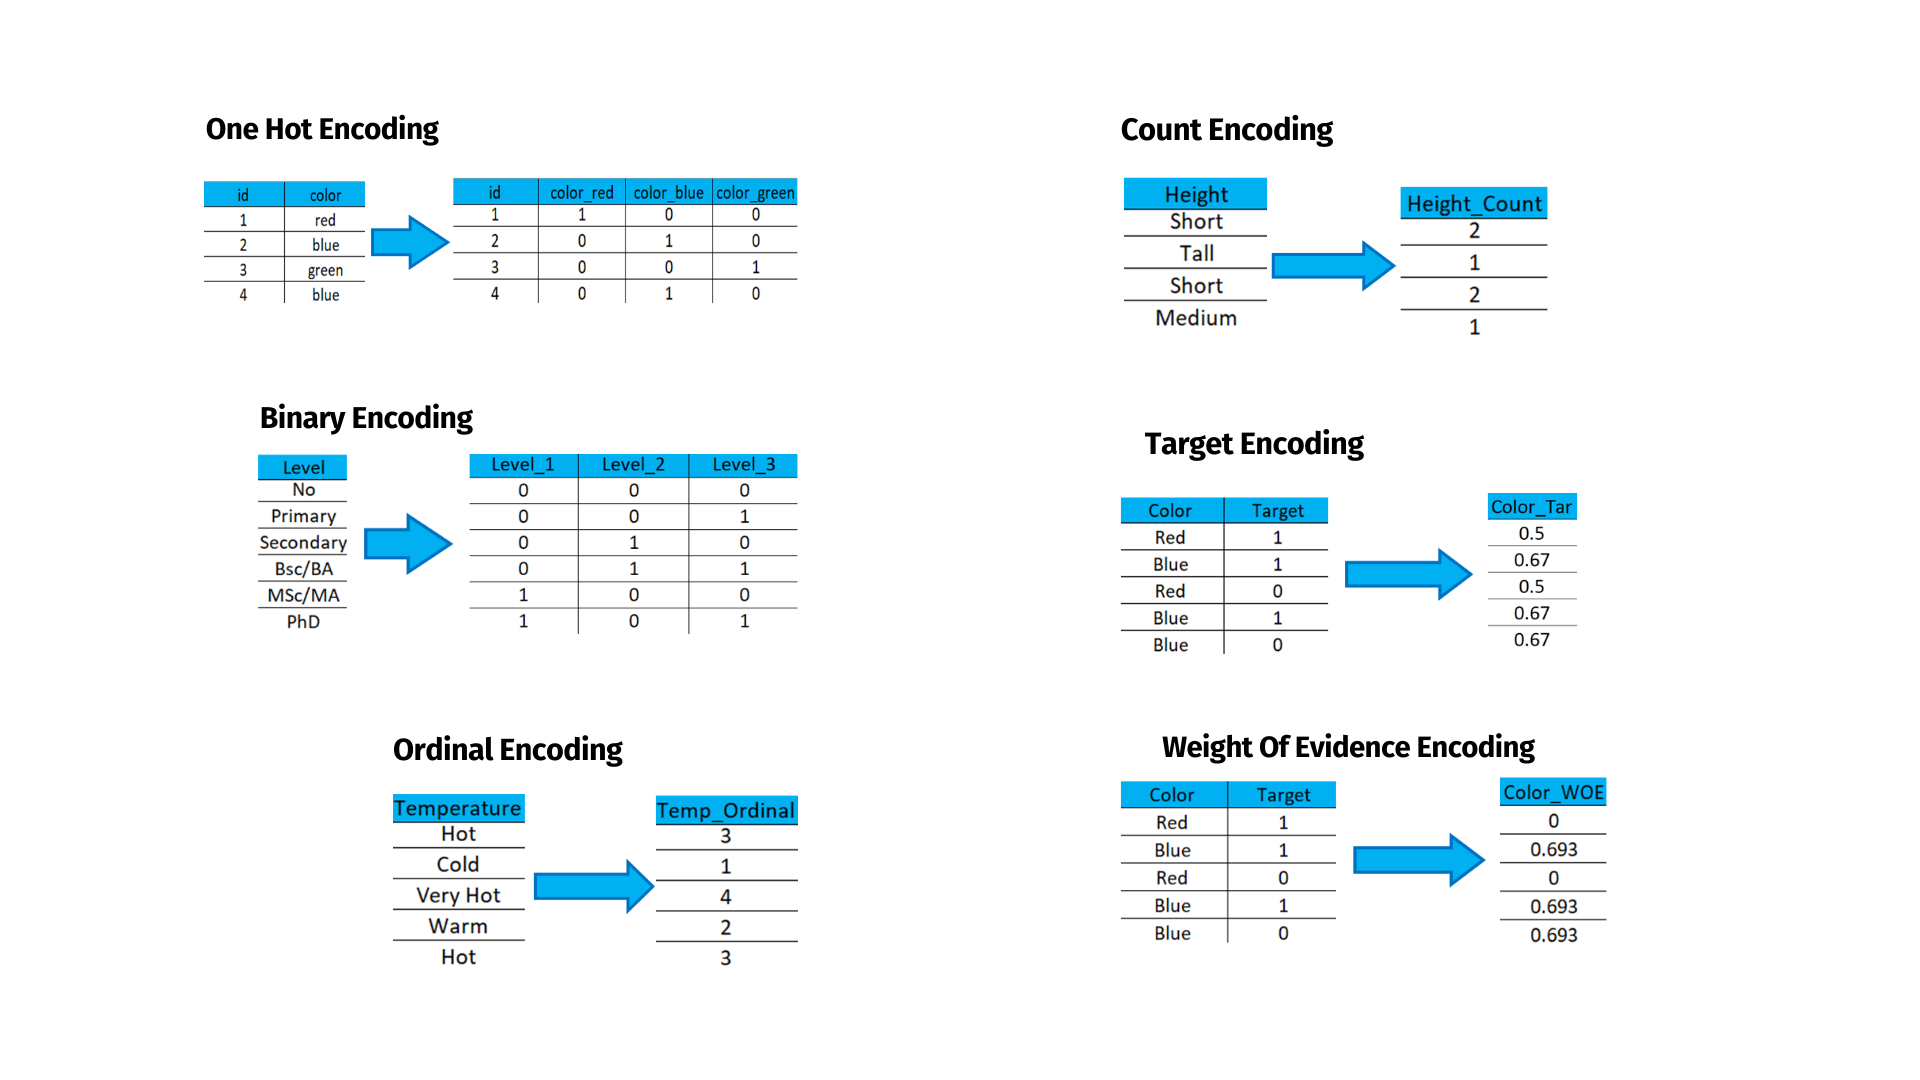 One Hot Encoding
id color
1 red
2 blue
3 green
4 blue
id color_red color_blue color_green
1 1 0 0
2 0 1 0
3 0 0 1
4 0 1 0
Count Encoding
Height
Short
Tall
Short
Medium
Height_Count
2
1
2
1
Binary Encoding
Level
No
Primary
Secondary
Bsc/BA
MSc/MA
PhD
Level_1 Level_2 Level_3
0 0 0
0 0 1
0 1 0
0 1 1
1 0 0
1 0 1
Target Encoding
Color Target
Red 1
Blue 1
Red 0
Blue 1
Blue 0
Color_Tar
0.5
0.67
0.5
0.67
0.67
Ordinal Encoding
Temperature
Hot
Cold
Very Hot
Warm
Hot
Temp_Ordinal
3
1
4
2
3
Weight Of Evidence Encoding
Color Target
Red 1
Blue 1
Red 0
Blue 1
Blue 0
Color_WOE
0
0.693
0
0.693
0.693